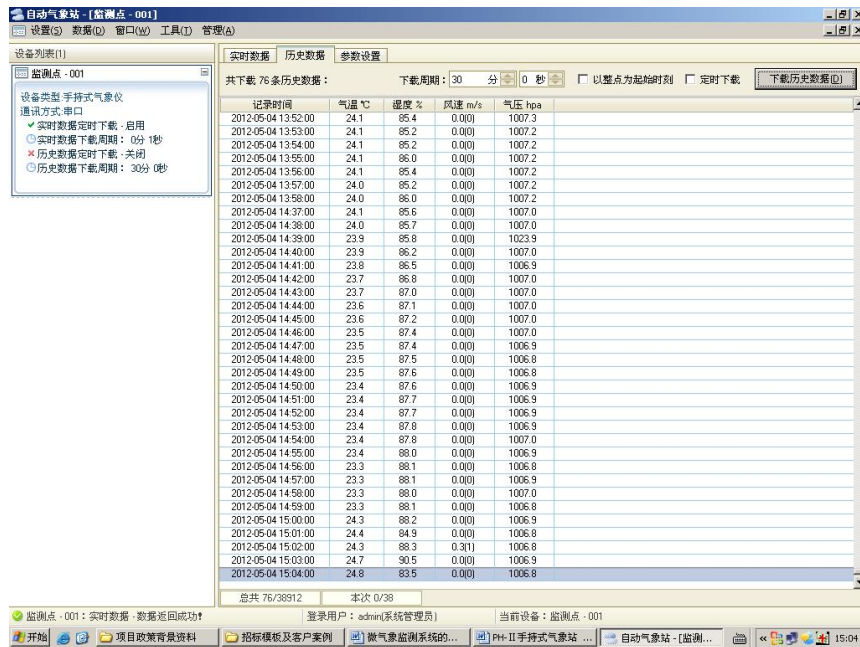 自动气象站 - [监测点 - 001]
设置(S) 数据(D) 窗口(W) 工具(T) 管理(A)
设备列表(1)
监测点 - 001
设备类型:手持式气象仪
通讯方式:串口
实时数据定时下载 - 启用
实时数据下载周期： 0分 1秒
历史数据定时下载 - 关闭
历史数据下载周期： 30分 0秒
实时数据 历史数据 参数设置
共下载 76 条历史数据： 下载周期：30 分 0 秒 以整点为起始时刻 定时下载 下载历史数据(D)
记录时间 气温 ℃ 湿度 % 风速 m/s 气压 hpa
2012-05-04 13:52:00 24.1 85.4 0.0(0) 1007.3
2012-05-04 13:53:00 24.1 85.2 0.0(0) 1007.2
2012-05-04 13:54:00 24.1 85.2 0.0(0) 1007.2
2012-05-04 13:55:00 24.1 86.0 0.0(0) 1007.2
2012-05-04 13:56:00 24.1 85.4 0.0(0) 1007.2
2012-05-04 13:57:00 24.0 85.2 0.0(0) 1007.2
2012-05-04 13:58:00 24.0 86.0 0.0(0) 1007.2
2012-05-04 14:37:00 24.1 85.6 0.0(0) 1007.0
2012-05-04 14:38:00 24.0 85.7 0.0(0) 1007.0
2012-05-04 14:39:00 23.9 85.8 0.0(0) 1023.9
2012-05-04 14:40:00 23.9 86.2 0.0(0) 1007.0
2012-05-04 14:41:00 23.8 86.5 0.0(0) 1006.9
2012-05-04 14:42:00 23.7 86.8 0.0(0) 1007.0
2012-05-04 14:43:00 23.7 87.0 0.0(0) 1007.0
2012-05-04 14:44:00 23.6 87.1 0.0(0) 1007.0
2012-05-04 14:45:00 23.6 87.2 0.0(0) 1007.0
2012-05-04 14:46:00 23.5 87.4 0.0(0) 1007.0
2012-05-04 14:47:00 23.5 87.4 0.0(0) 1006.9
2012-05-04 14:48:00 23.5 87.5 0.0(0) 1006.8
2012-05-04 14:49:00 23.5 87.6 0.0(0) 1006.8
2012-05-04 14:50:00 23.4 87.6 0.0(0) 1006.9
2012-05-04 14:51:00 23.4 87.7 0.0(0) 1006.9
2012-05-04 14:52:00 23.4 87.7 0.0(0) 1006.9
2012-05-04 14:53:00 23.4 87.8 0.0(0) 1006.9
2012-05-04 14:54:00 23.4 87.8 0.0(0) 1007.0
2012-05-04 14:55:00 23.4 88.0 0.0(0) 1006.9
2012-05-04 14:56:00 23.3 88.1 0.0(0) 1006.8
2012-05-04 14:57:00 23.3 88.1 0.0(0) 1006.9
2012-05-04 14:58:00 23.3 88.0 0.0(0) 1007.0
2012-05-04 14:59:00 23.3 88.1 0.0(0) 1006.8
2012-05-04 15:00:00 24.3 88.2 0.0(0) 1006.9
2012-05-04 15:01:00 24.4 84.9 0.0(0) 1006.8
2012-05-04 15:02:00 24.3 88.3 0.3(1) 1006.8
2012-05-04 15:03:00 24.7 90.5 0.0(0) 1006.9
2012-05-04 15:04:00 24.8 83.5 0.0(0) 1006.8
总共 76/38912 本次 0/38
监测点 - 001：实时数据 - 数据返回成功! 登录用户：admin(系统管理员) 当前设备：监测点 - 001
开始 项目政策背景资料 招标模板及客户案例 微气象监测系统的... PH-Ⅱ手持式气象站 ... 自动气象站 - [监测... « 15:04